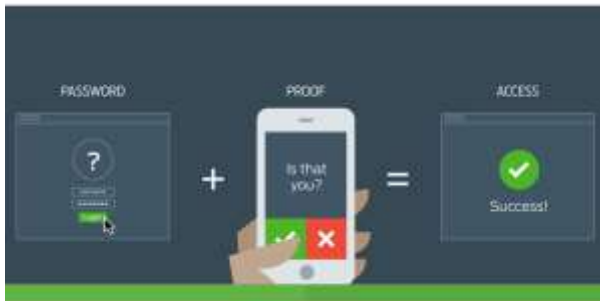 PASSWORD
PROOF
ACCESS
?
+
Is that
you?
=
Success!